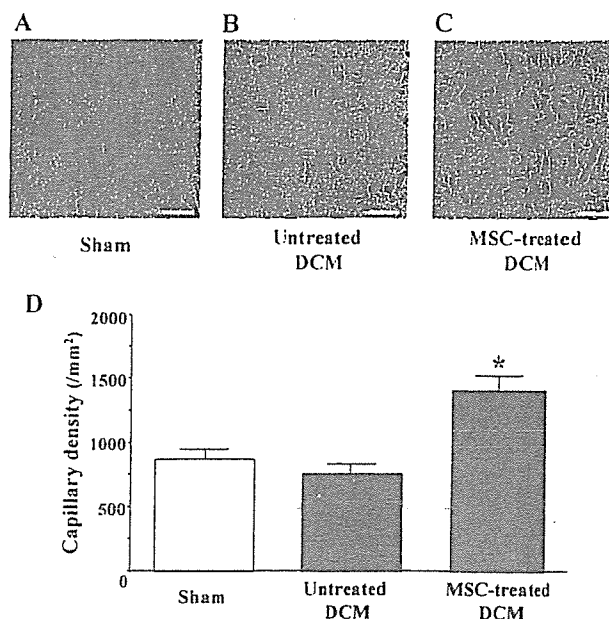 A
B
C
Sham
Untreated
DCM
MSC-treated
DCM
D
Capillary density (/mm²)
2000
1500
1000
500
0
*
Sham
Untreated
DCM
MSC-treated
DCM